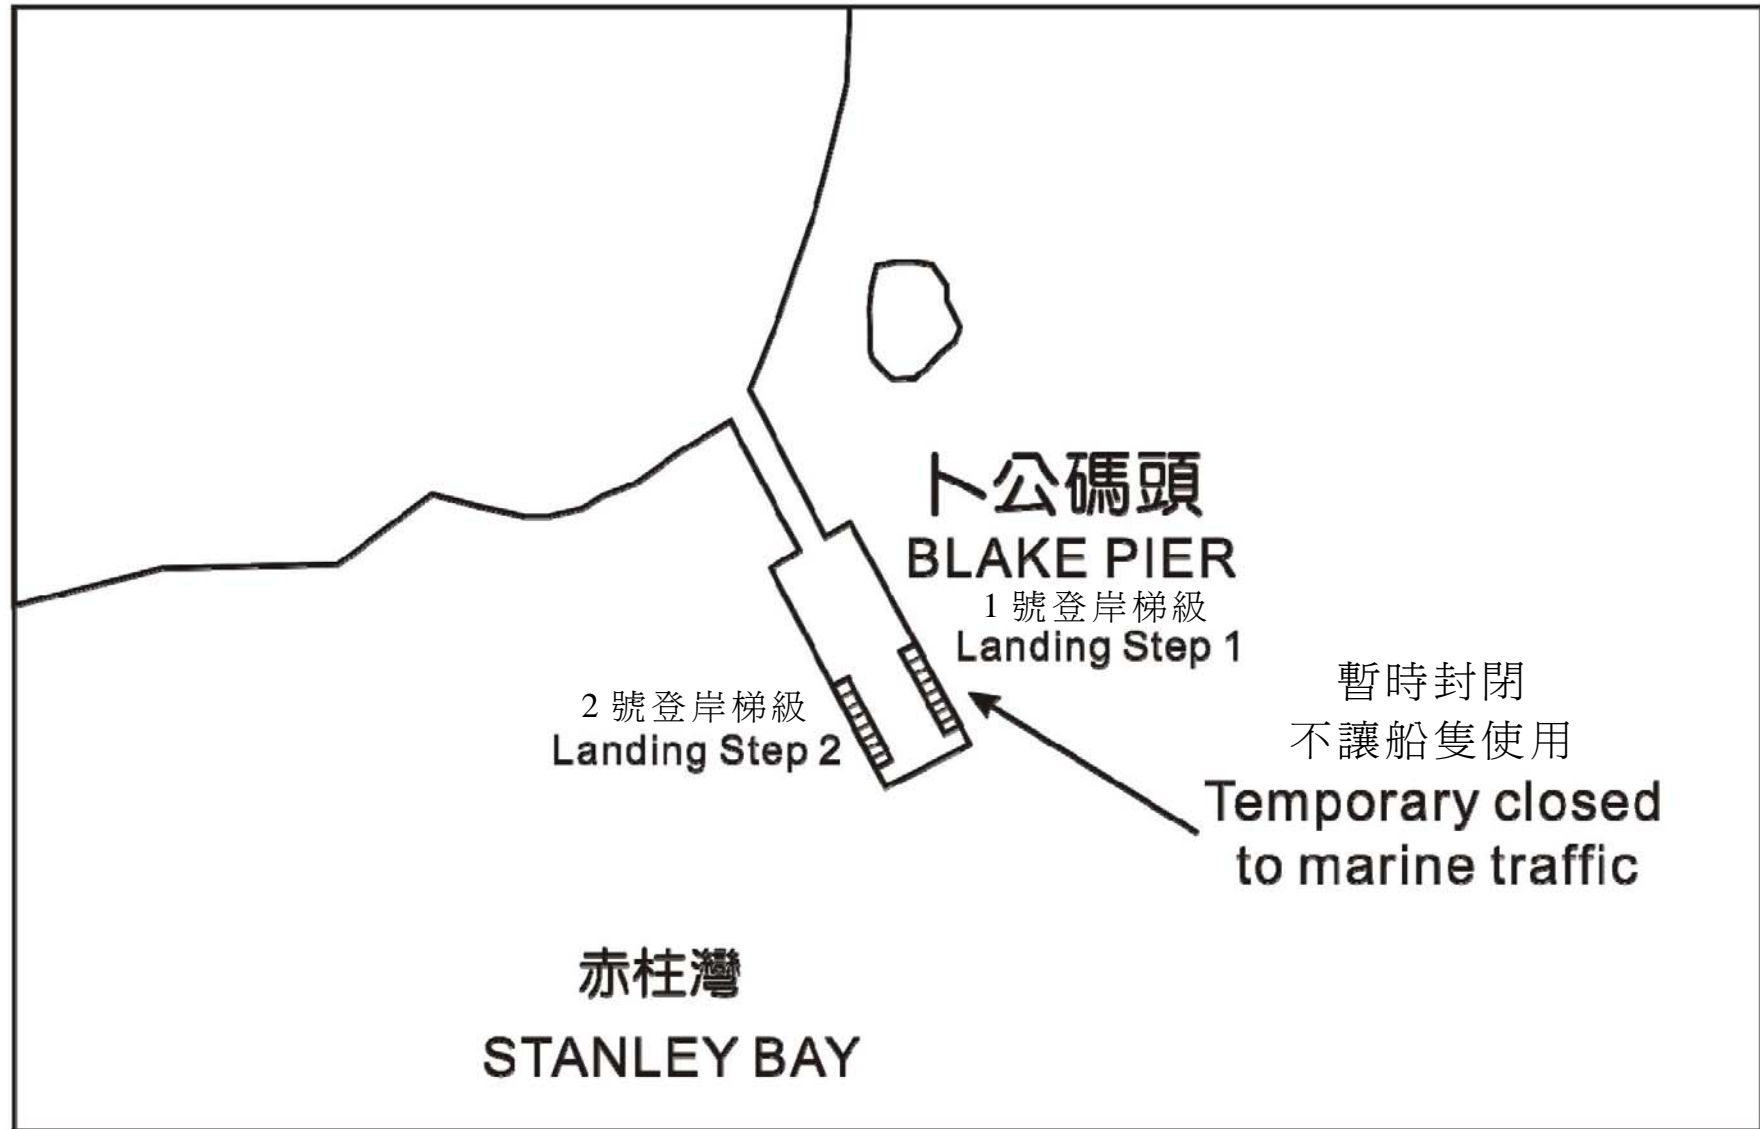 卜公碼頭
BLAKE PIER
1 號登岸梯級
Landing Step 1
2 號登岸梯級
Landing Step 2
暫時封閉
不讓船隻使用
Temporary closed
to marine traffic
赤柱灣
STANLEY BAY